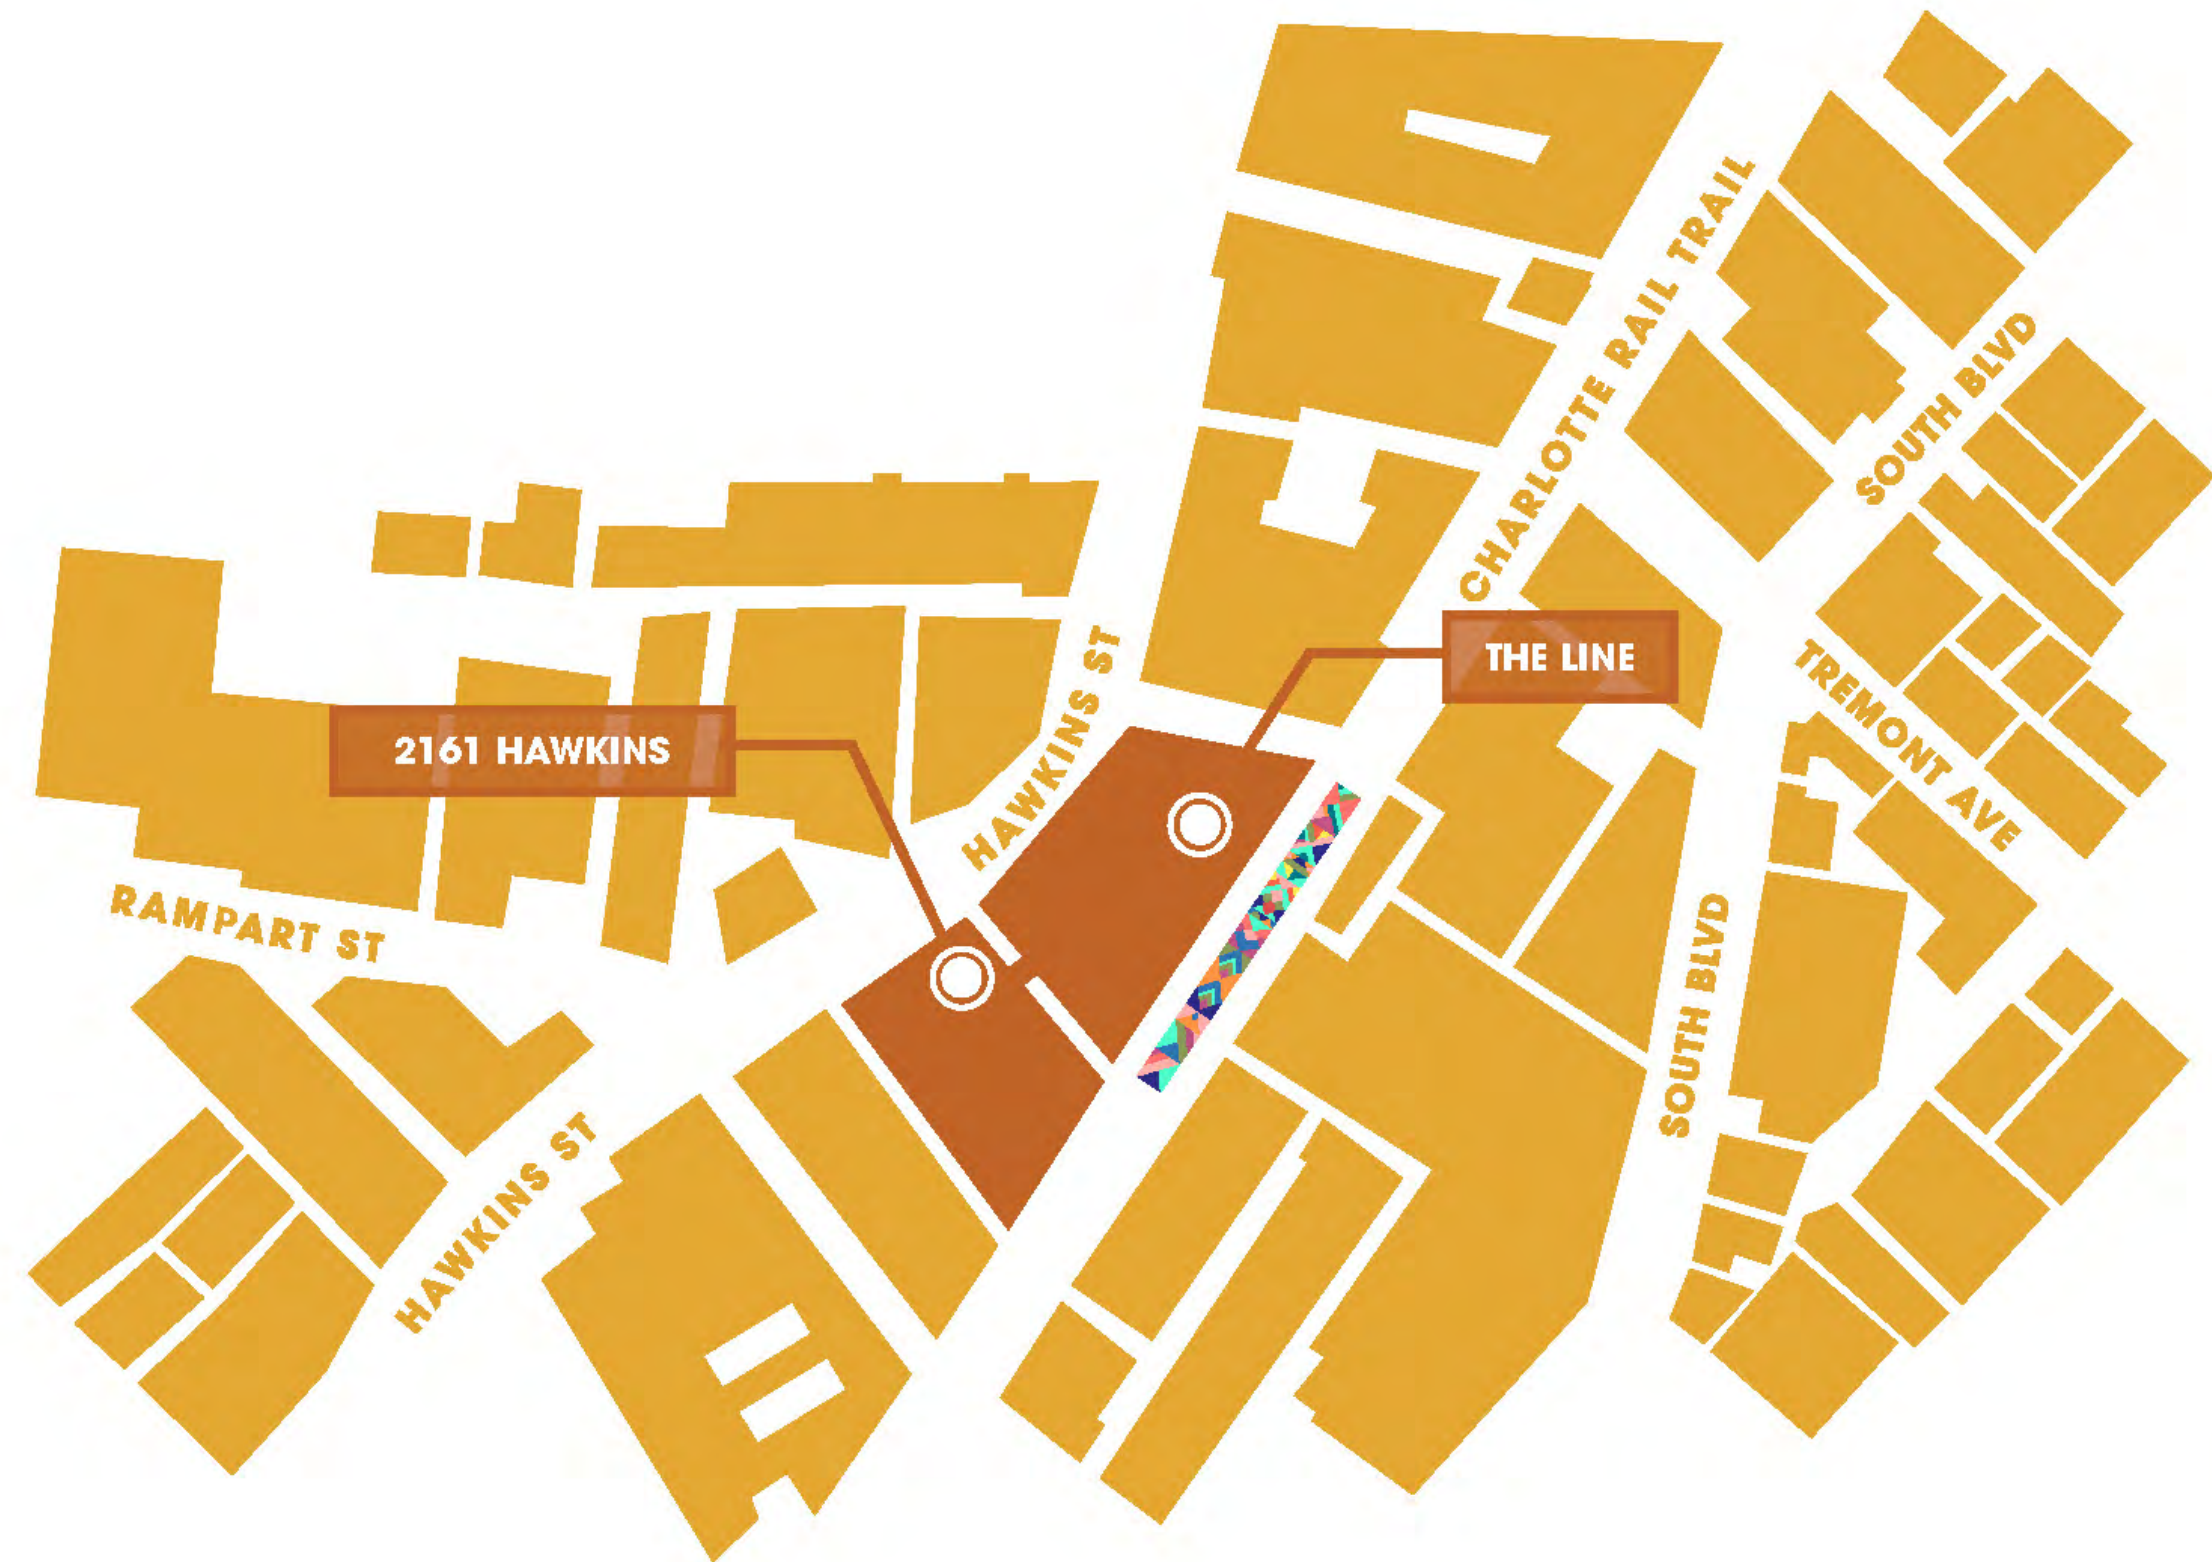 CHARLOTTE RAIL TRAIL
SOUTH BLVD
THE LINE
HAWKINS ST
TREMONT AVE
2161 HAWKINS
RAMPART ST
SOUTH BLVD
HAWKINS ST